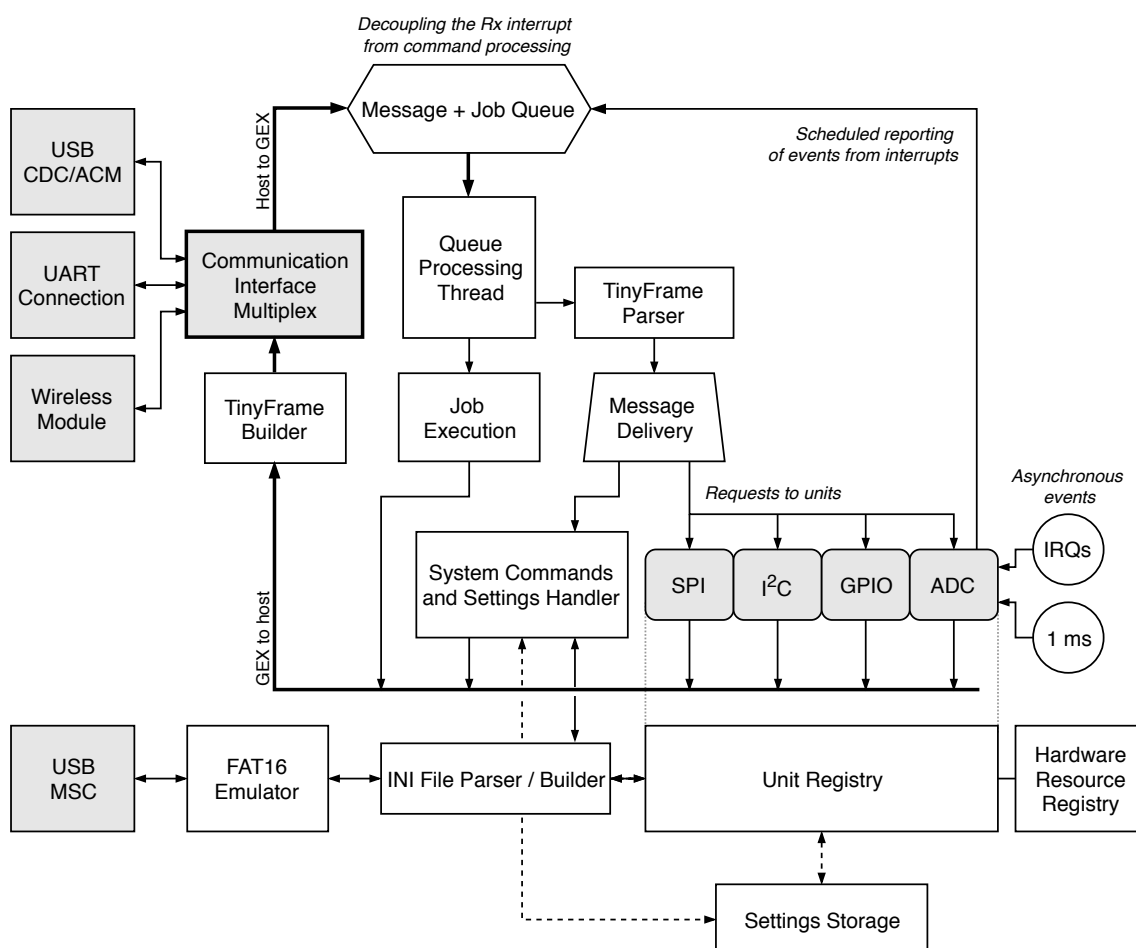 Decoupling the Rx interrupt
from command processing
Message + Job Queue
Host to GEX
Scheduled reporting
of events from interrupts
USB
CDC/ACM
UART
Connection
Wireless
Module
Communication
Interface
Multiplex
Queue
Processing
Thread
TinyFrame
Parser
TinyFrame
Builder
Job
Execution
Message
Delivery
Requests to units
Asynchronous
events
IRQs
1 ms
System Commands
and Settings Handler
SPI
I²C
GPIO
ADC
GEX to host
USB
MSC
FAT16
Emulator
INI File Parser / Builder
Unit Registry
Hardware
Resource
Registry
Settings Storage